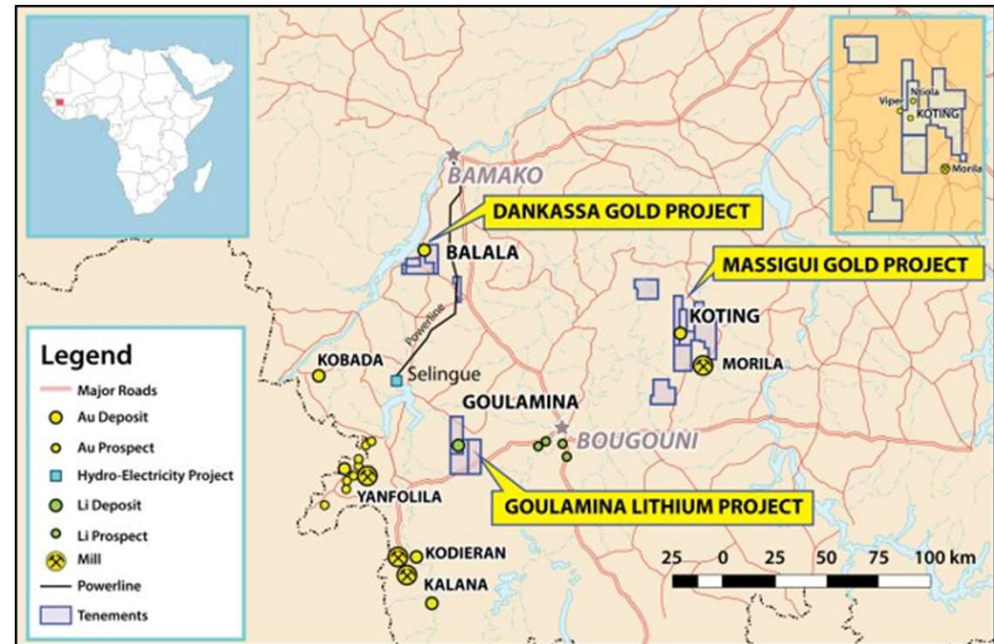 BAMAKO
DANKASSA GOLD PROJECT
BALALA
MASSIGUI GOLD PROJECT
KOTING
MORILA
Powerline
KOBADA
Selingue
GOULAMINA
BOUGOUNI
YANFOLILA
GOULAMINA LITHIUM PROJECT
KODIERAN
KALANA
25 0 25 50 75 100 km
Ntiola
Viper
KOTING
Morila
Legend
Major Roads
Au Deposit
Au Prospect
Hydro-Electricity Project
Li Deposit
Li Prospect
Mill
Powerline
Tenements